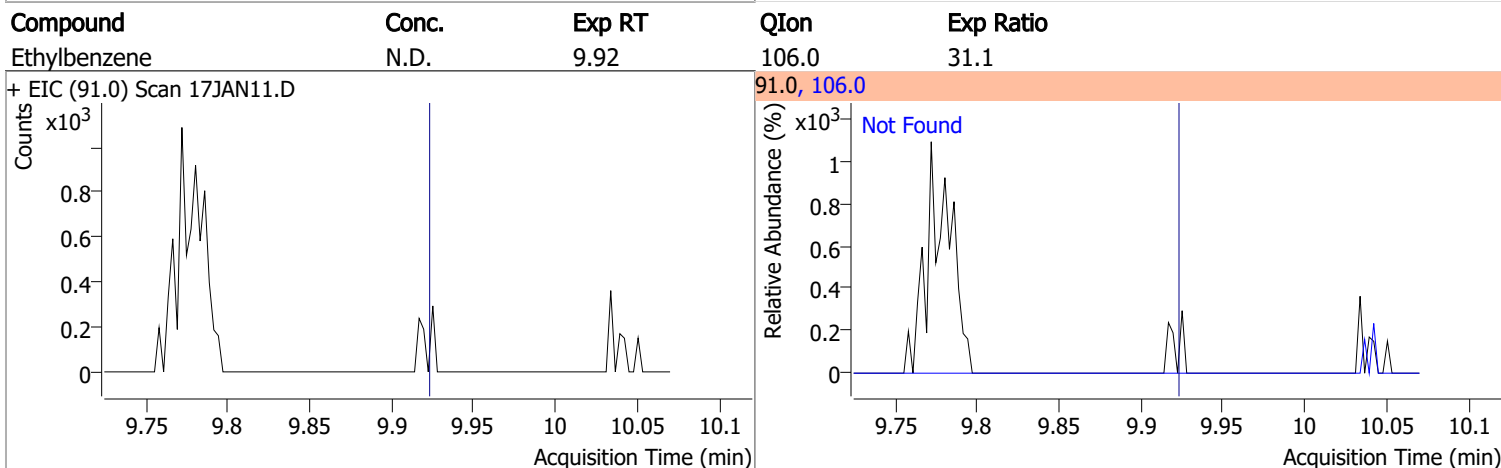 Compound Conc. Exp RT QIon Exp Ratio
Ethylbenzene N.D. 9.92 106.0 31.1
+ EIC (91.0) Scan 17JAN11.D
Counts
x10³
0.8
0.6
0.4
0.2
0
9.75 9.8 9.85 9.9 9.95 10 10.05 10.1
Acquisition Time (min)
91.0, 106.0
Relative Abundance (%)
x10³
Not Found
1
0.8
0.6
0.4
0.2
0
9.75 9.8 9.85 9.9 9.95 10 10.05 10.1
Acquisition Time (min)